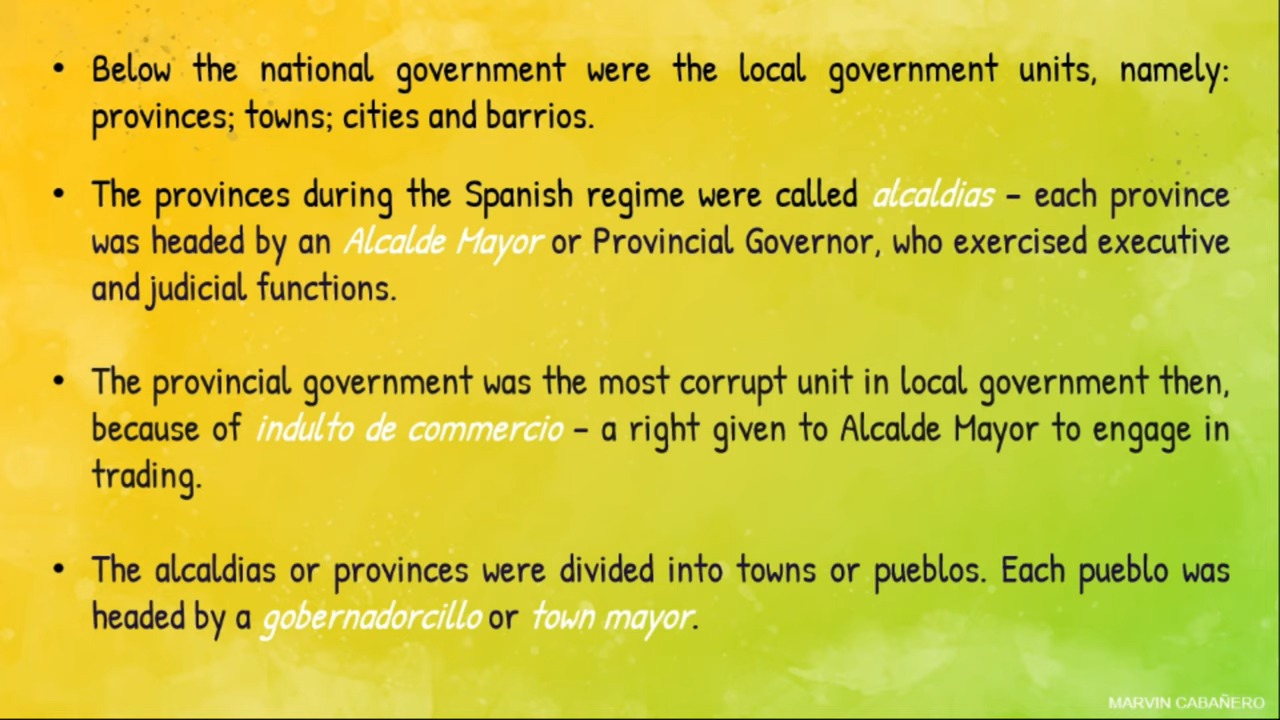 • Below the national government were the local government units, namely:
provinces; towns; cities and barrios.
• The provinces during the Spanish regime were called alcaldias – each province
was headed by an Alcalde Mayor or Provincial Governor, who exercised executive
and judicial functions.
• The provincial government was the most corrupt unit in local government then,
because of indulto de commercio – a right given to Alcalde Mayor to engage in
trading.
• The alcaldias or provinces were divided into towns or pueblos. Each pueblo was
headed by a gobernadorcillo or town mayor.
MARVIN CABAÑERO